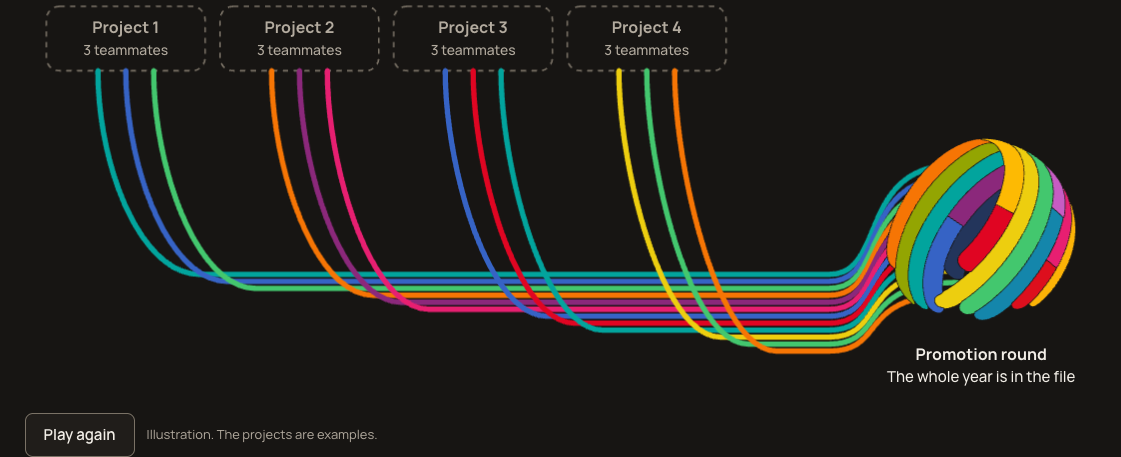 Project 1
3 teammates
Project 2
3 teammates
Project 3
3 teammates
Project 4
3 teammates
Promotion round
The whole year is in the file
Play again
Illustration. The projects are examples.